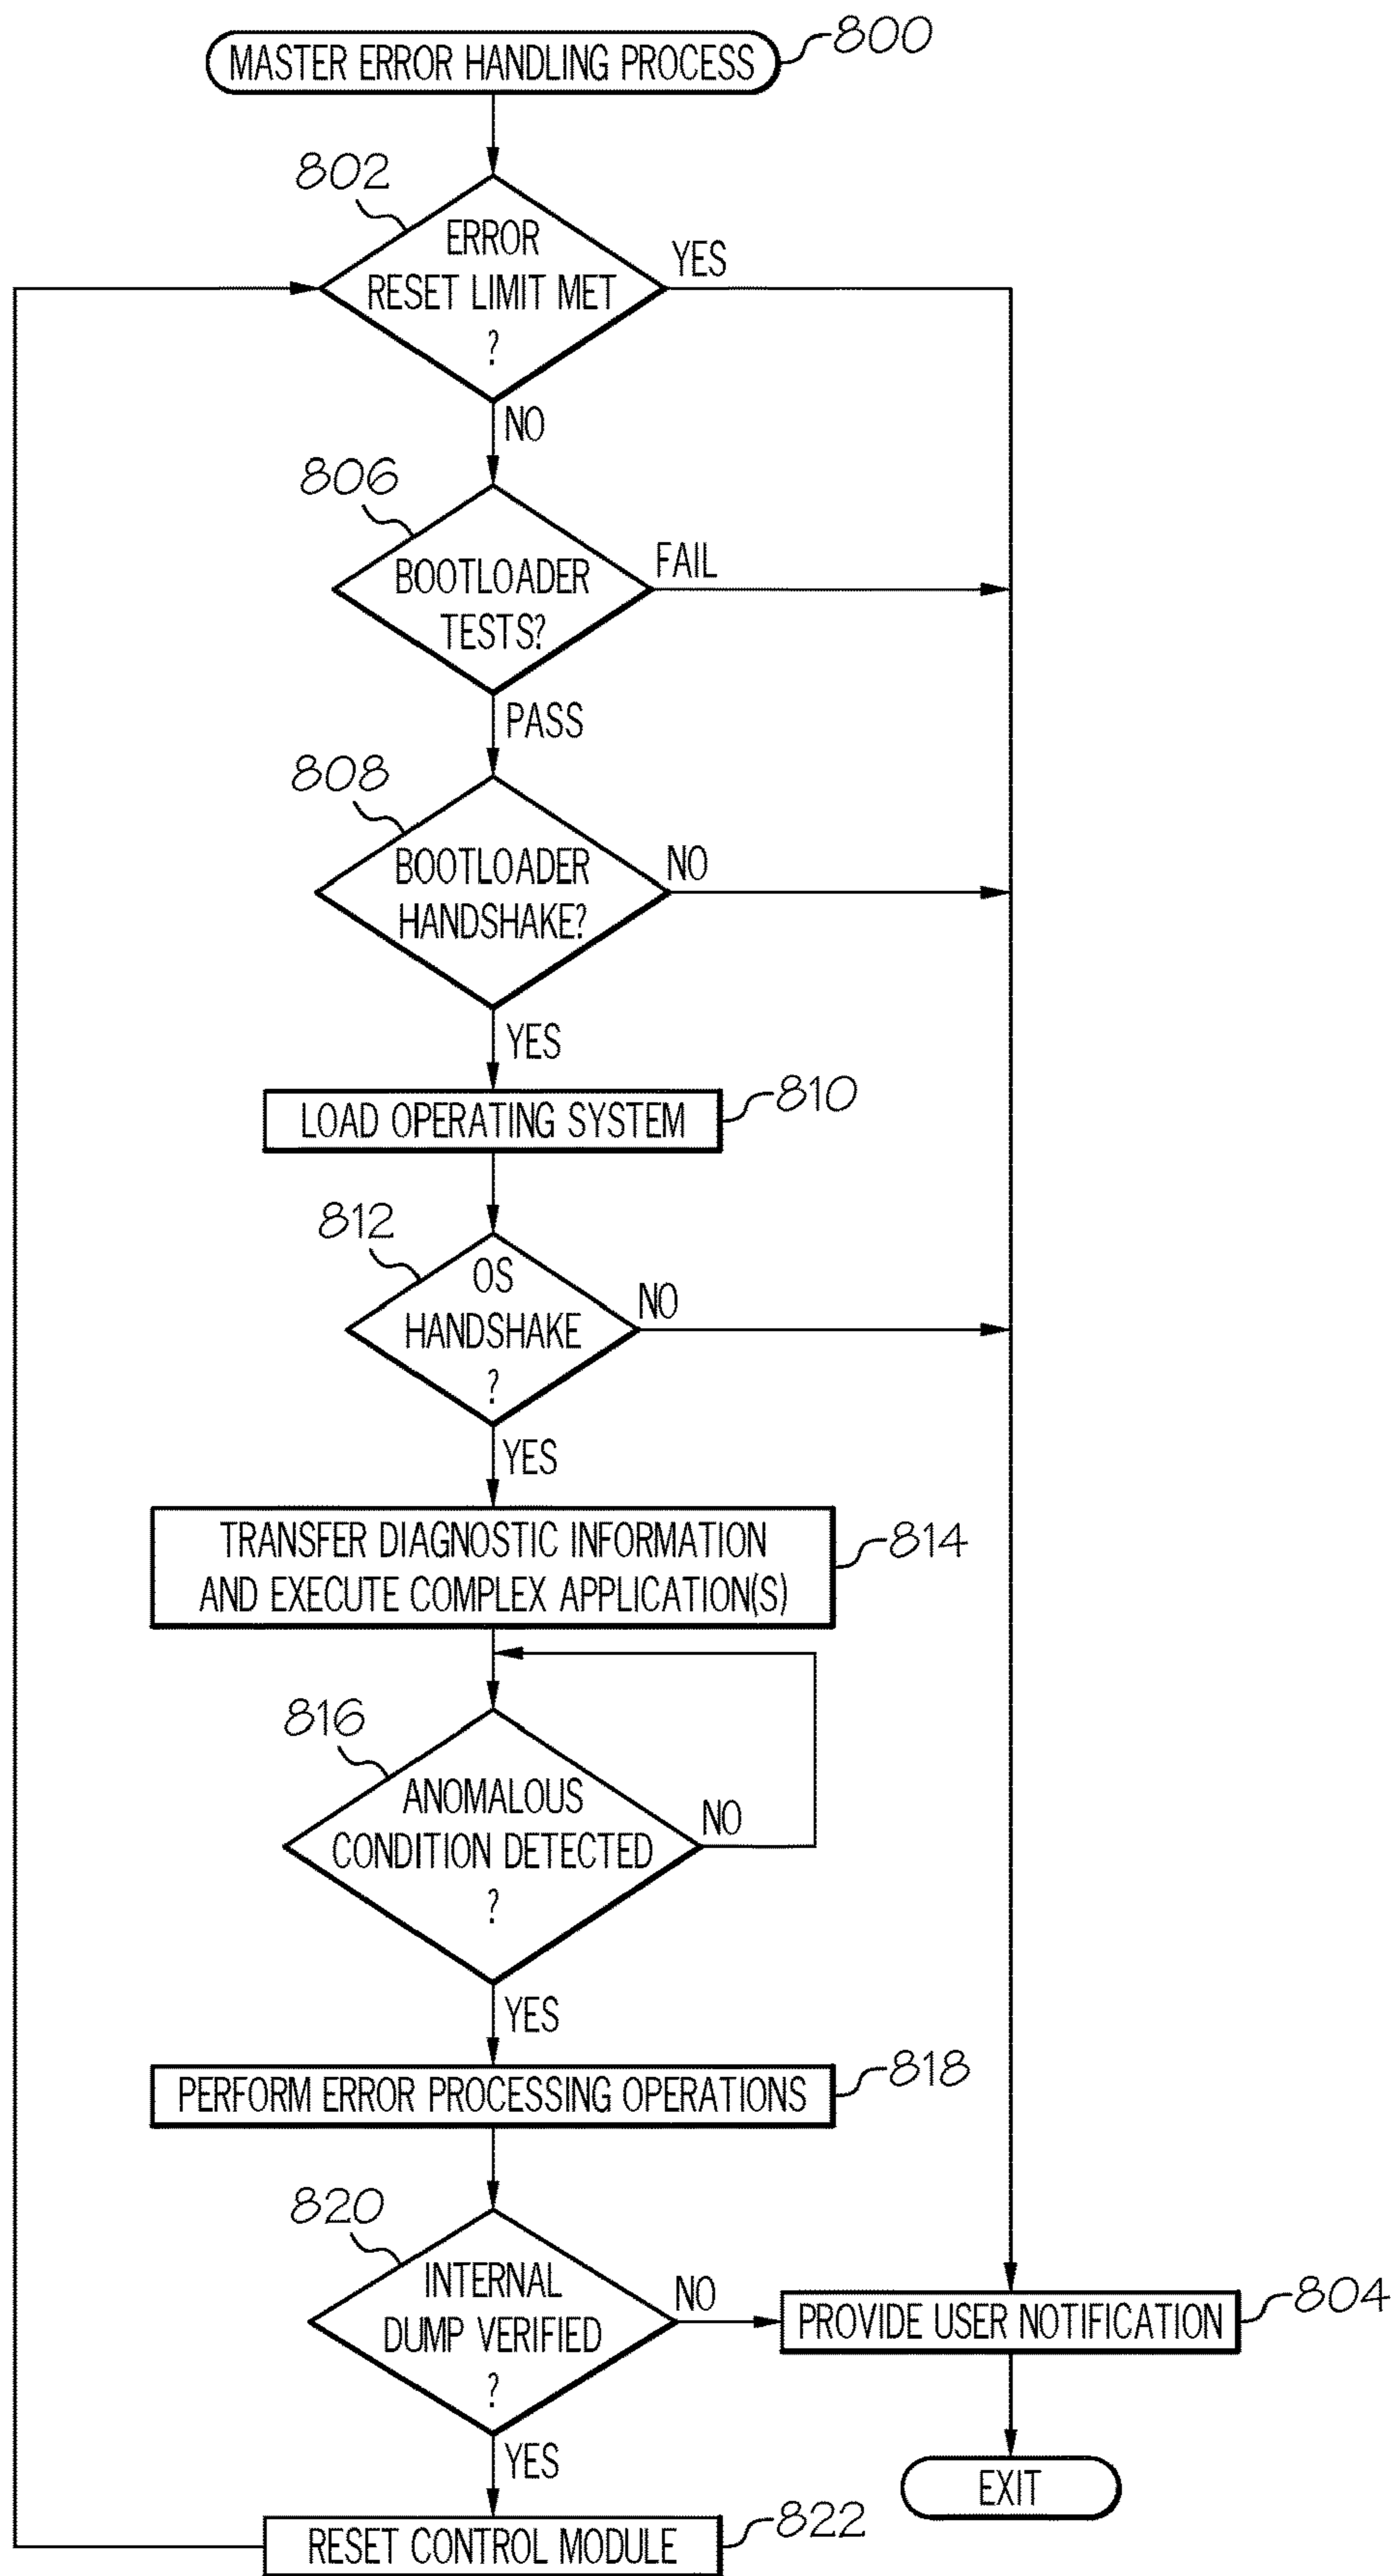 MASTER ERROR HANDLING PROCESS
800
802
ERROR
RESET LIMIT MET
?
YES
NO
806
BOOTLOADER
TESTS?
FAIL
PASS
808
BOOTLOADER
HANDSHAKE?
NO
YES
LOAD OPERATING SYSTEM
810
812
OS
HANDSHAKE
?
NO
YES
TRANSFER DIAGNOSTIC INFORMATION
AND EXECUTE COMPLEX APPLICATION(S)
814
816
ANOMALOUS
CONDITION DETECTED
?
NO
YES
PERFORM ERROR PROCESSING OPERATIONS
818
820
INTERNAL
DUMP VERIFIED
?
NO
PROVIDE USER NOTIFICATION
804
YES
EXIT
RESET CONTROL MODULE
822